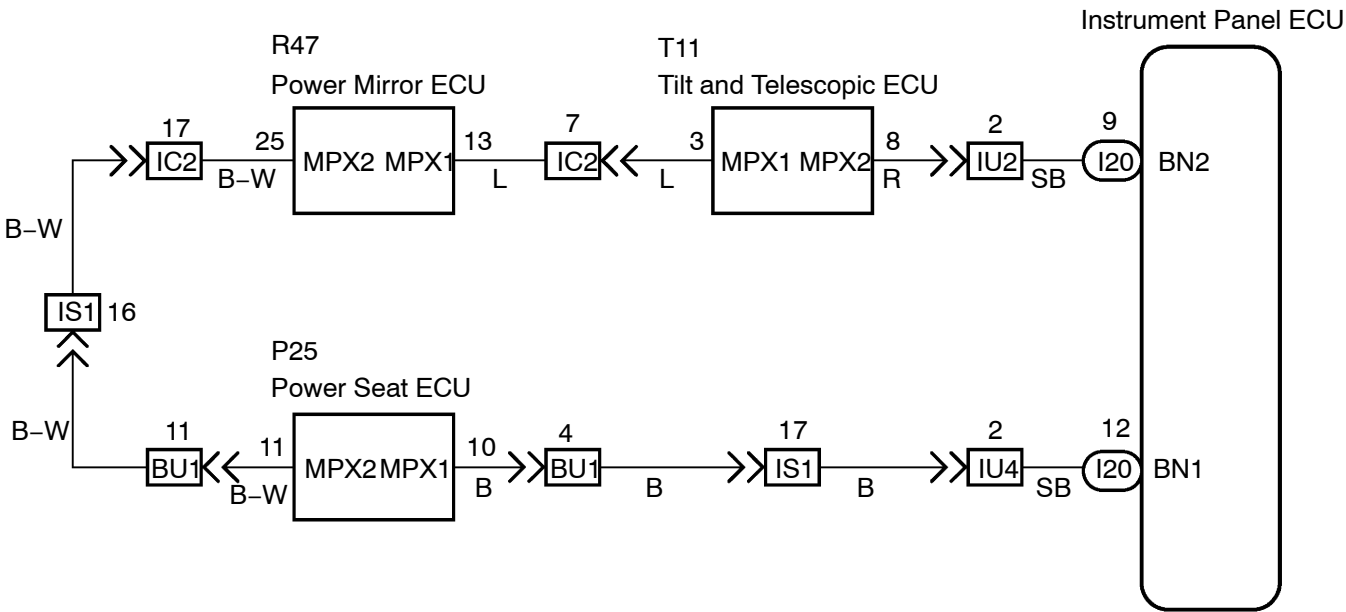 Instrument Panel ECU
R47
T11
Power Mirror ECU
Tilt and Telescopic ECU
17
25
13
7
3
8
2
9
IC2
MPX2 MPX1
IC2
MPX1 MPX2
IU2
I20
BN2
B–W
L
L
R
SB
B–W
IS1 16
P25
Power Seat ECU
B–W
11
11
10
4
17
2
12
BU1
MPX2 MPX1
BU1
IS1
IU4
I20
BN1
B–W
B
B
B
SB